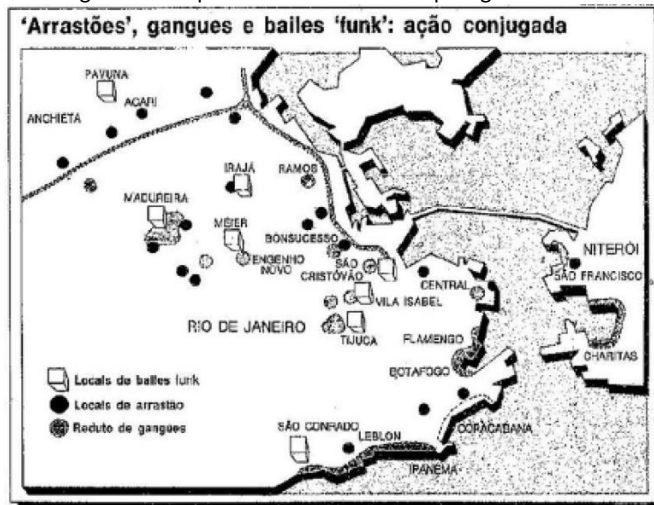 'Arrastões', gangues e bailes 'funk': ação conjugada
PAVUNA
ACARI
ANCHIETA
IRAJÁ
RAMOS
MADUREIRA
MÉIER
BONSUCESSO
ENGENHO
NOVO
SÃO
CRISTÓVÃO
CENTRAL
NITERÓI
SÃO FRANCISCO
VILA ISABEL
RIO DE JANEIRO
TIJUCA
FLAMENGO
CHARITAS
BOTAFOGO
Locais de bailes funk
Locais de arrastão
Reduto de gangues
SÃO CONRADO
LEBLON
COPACABANA
IPANEMA